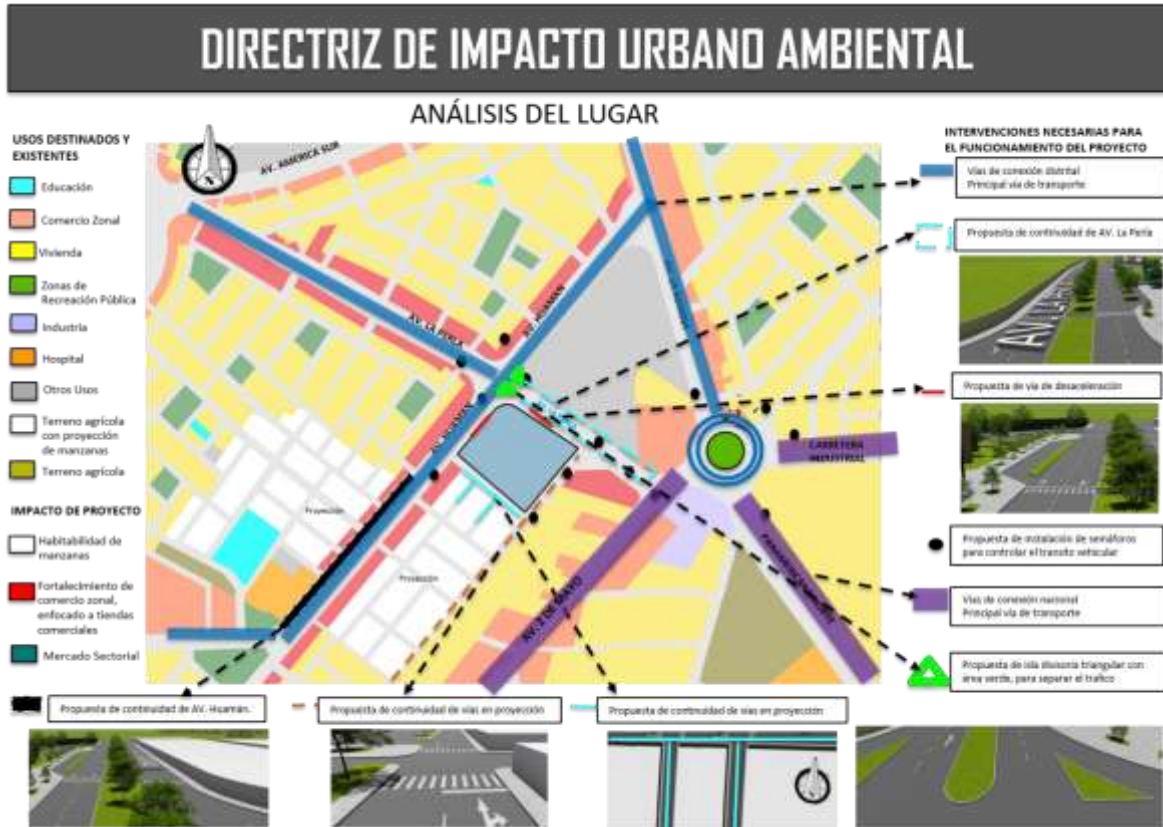 DIRECTRIZ DE IMPACTO URBANO AMBIENTAL
ANÁLISIS DEL LUGAR
USOS DESTINADOS Y
EXISTENTES
Educación
Comercio Zonal
Vivienda
Zonas de
Recreación Pública
Industria
Hospital
Otros Usos
Terreno agrícola
con proyección
de manzanas
Terreno agrícola
IMPACTO DE PROYECTO
Habitabilidad de
manzanas
Fortalecimiento de
comercio zonal,
enfocado a tiendas
comerciales
Mercado Sectorial
N
AV. AMERICA SUR
AV. LA PERLA
AV. HUAMAN
AV. HUAMAN
CARRETERA
INDUSTRIAL
AV. 2 DE MAYO
Proyección
Proyección
INTERVENCIONES NECESARIAS PARA
EL FUNCIONAMIENTO DEL PROYECTO
Vías de conexión distrital
Principal vía de transporte
Propuesta de continuidad de AV. La Perla
Propuesta de vía de desaceleración
Propuesta de instalación de semáforos
para controlar el transito vehicular
Vías de conexión nacional
Principal vía de transporte
Propuesta de isla divisoria triangular con
área verde, para separar el trafico
Propuesta de continuidad de AV. Huamán.
Propuesta de continuidad de vías en proyección
Propuesta de continuidad de vías en proyección